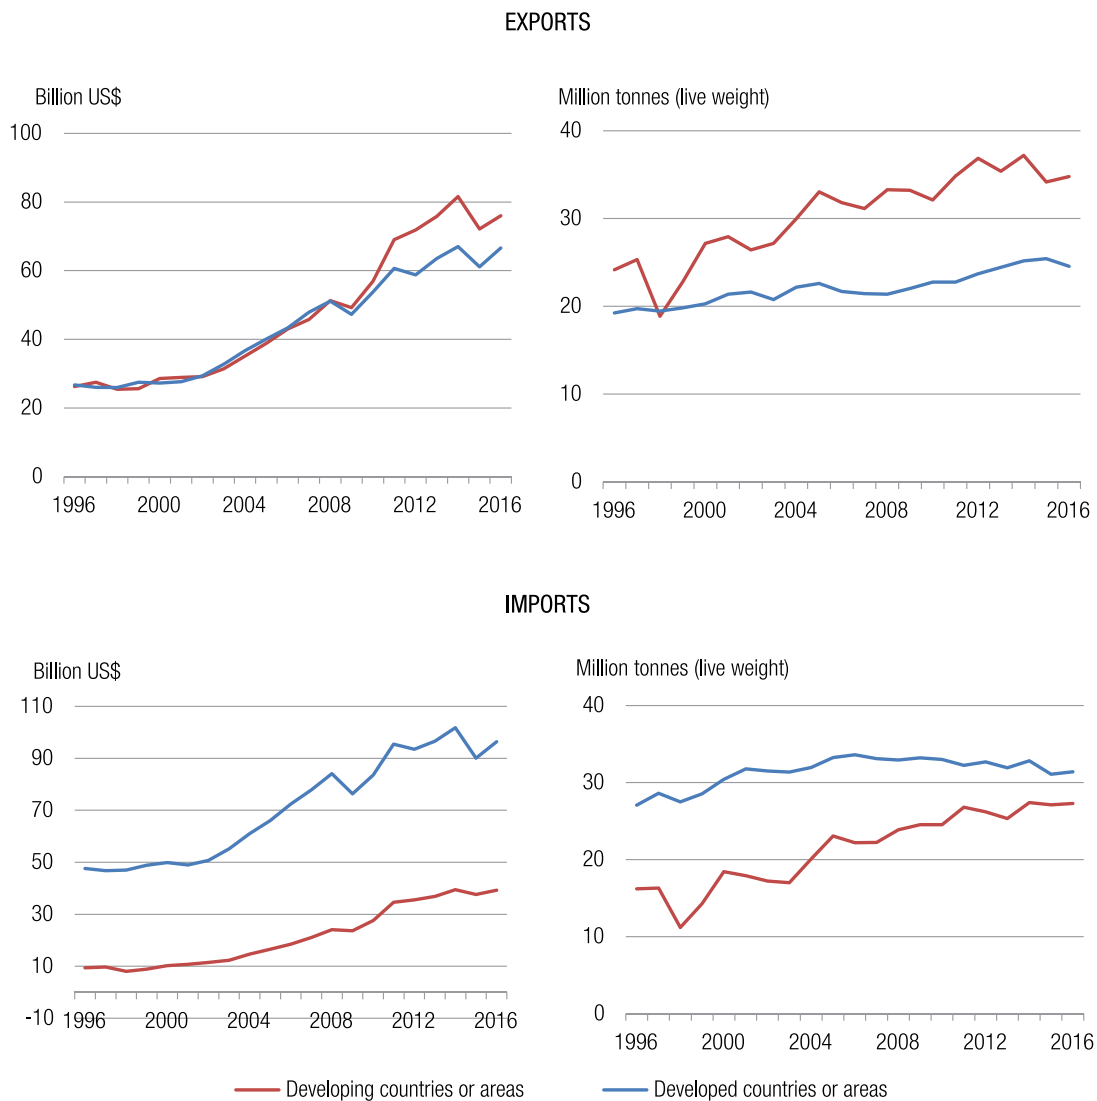 EXPORTS
Billion US$
100
80
60
40
20
0
1996 2000 2004 2008 2012 2016
Million tonnes (live weight)
40
30
20
10
0
1996 2000 2004 2008 2012 2016
IMPORTS
Billion US$
110
90
70
50
30
10
-10
1996 2000 2004 2008 2012 2016
Million tonnes (live weight)
40
30
20
10
0
1996 2000 2004 2008 2012 2016
Developing countries or areas
Developed countries or areas